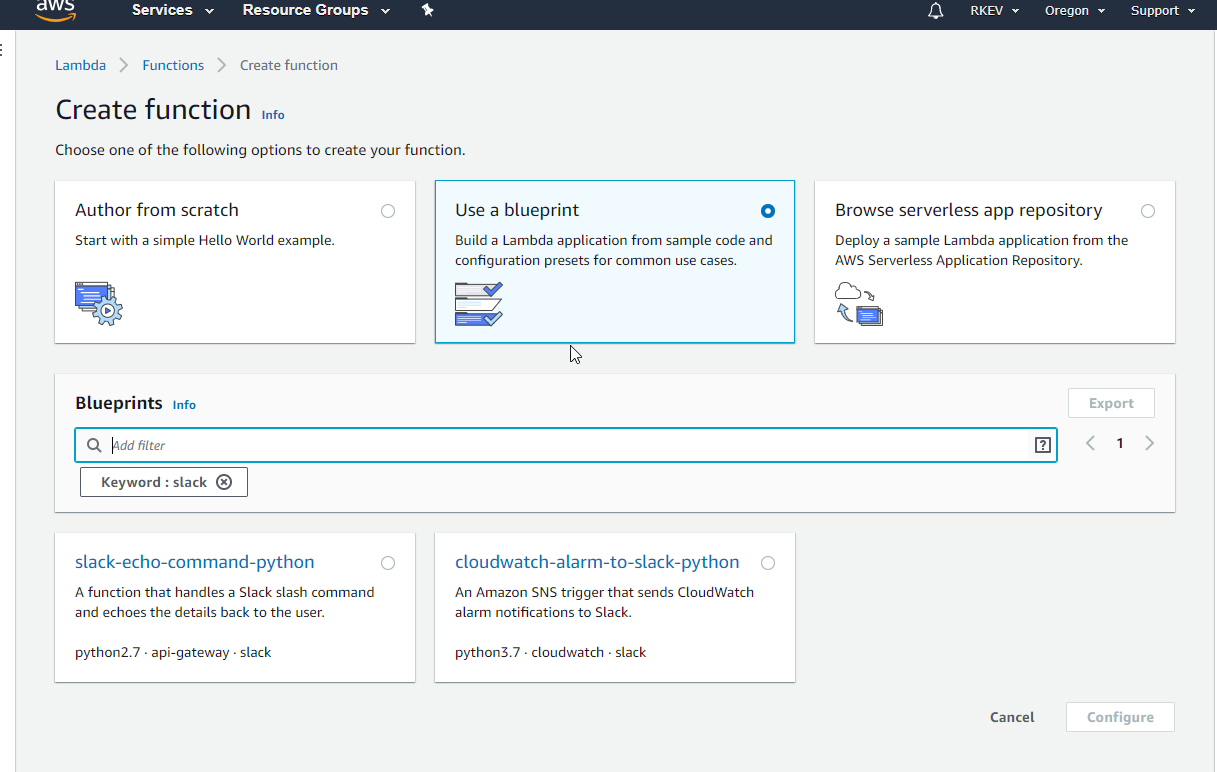 aws Services Resource Groups RKEV Oregon Support
Lambda Functions Create function
Create function Info
Choose one of the following options to create your function.
Author from scratch
Start with a simple Hello World example.
Use a blueprint
Build a Lambda application from sample code and
configuration presets for common use cases.
Browse serverless app repository
Deploy a sample Lambda application from the
AWS Serverless Application Repository.
Blueprints Info
Export
Add filter
?
1
Keyword : slack
slack-echo-command-python
A function that handles a Slack slash command
and echoes the details back to the user.
python2.7 · api-gateway · slack
cloudwatch-alarm-to-slack-python
An Amazon SNS trigger that sends CloudWatch
alarm notifications to Slack.
python3.7 · cloudwatch · slack
Cancel
Configure